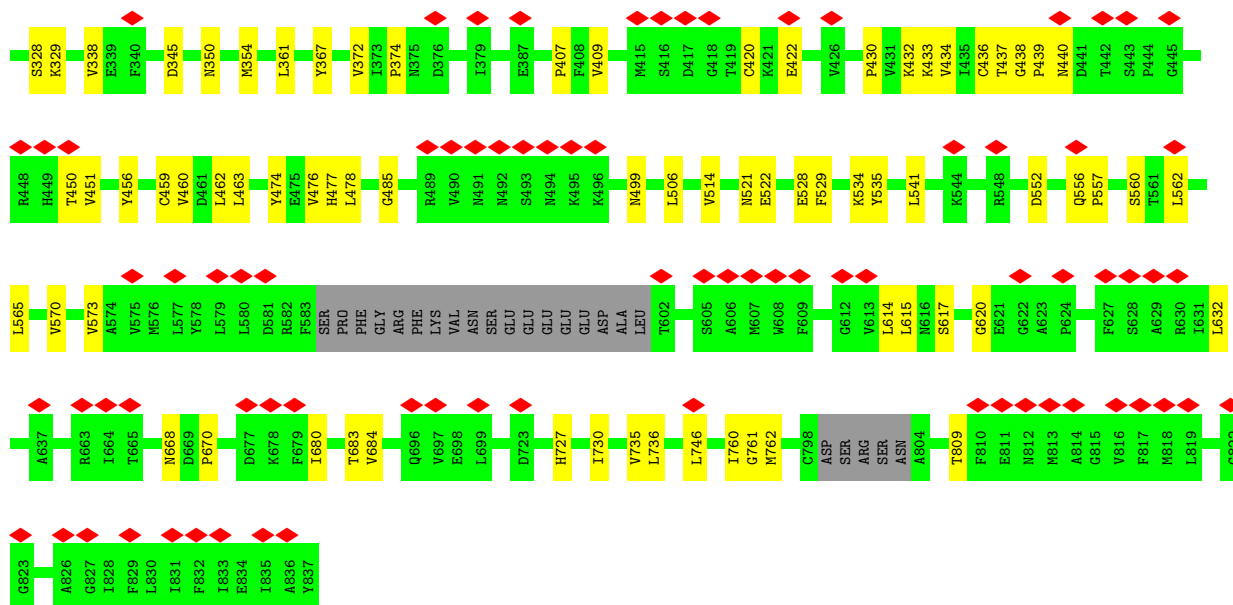 S328 K329 V338 E339 F340 D345 N350 M354 L361 Y367 V372 I373 P374 N375 D376 I379 E387 P407 F408 V409 M415 S416 D417 G418 T419 C420 K421 E422 V426 P430 V431 K432 K433 V434 I435 C436 T437 G438 P439 N440 D441 T442 S443 P444 G445
R448 H449 T450 V451 Y456 C459 V460 D461 L462 L463 Y474 E475 V476 H477 L478 G485 R489 V490 N491 N492 S493 N494 K495 K496 N499 L506 V514 N521 E522 E528 F529 K534 Y535 L541 K544 R548 D552 Q556 P557 S560 T561 L562
L565 V570 V573 A574 V575 M576 L577 Y578 L579 L580 D581 R582 F583 SER PRO PHE GLY ARG PHE LYS VAL ASN SER GLU GLU GLU GLU GLU ASP ALA LEU T602 S605 A606 M607 W608 F609 G612 V613 L614 L615 N616 S617 G620 E621 G622 A623 P624 F627 S628 A629 R630 I631 L632
A637 R663 I664 T665 N668 D669 P670 D677 K678 F679 I680 T683 V684 Q696 V697 E698 L699 D723 H727 I730 V735 L736 L746 I760 G761 M762 C798 ASP SER ARG SER ASN A804 T809 F810 E811 N812 M813 A814 G815 V816 F817 M818 L819
G823 A826 G827 I828 F829 L830 I831 F832 I833 E834 I835 A836 Y837